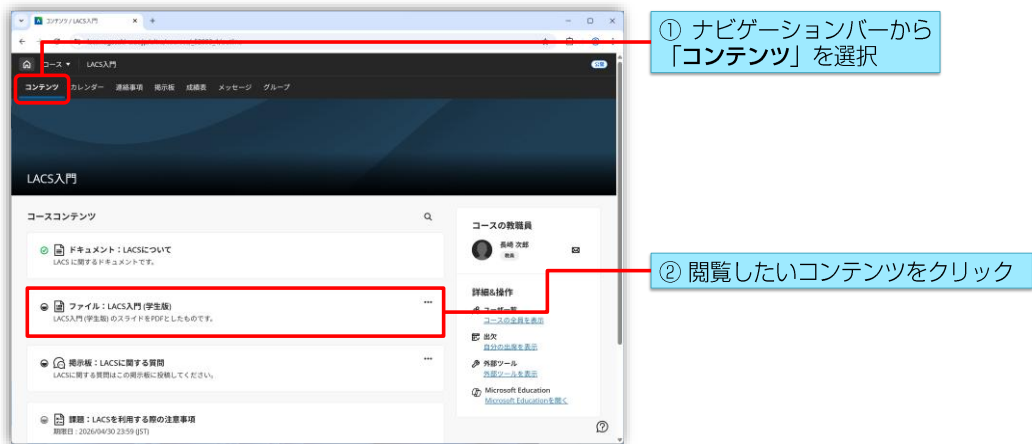 コンテンツ / LACS入門
① ナビゲーションバーから
「コンテンツ」を選択
コース
LACS入門
公開
コンテンツ
カレンダー
連絡事項
掲示板
成績表
メッセージ
グループ
LACS入門
コースコンテンツ
ドキュメント：LACSについて
LACS に関するドキュメントです。
ファイル：LACS入門 (学生版)
LACS入門 (学生版) のスライドをPDFとしたものです。
掲示板：LACSに関する質問
LACSに関する質問はこの掲示板に投稿してください。
課題：LACSを利用する際の注意事項
期限日：2026/04/30 23:59 (JST)
コースの教職員
長崎 次郎
教員
② 閲覧したいコンテンツをクリック
詳細&操作
コースの全員を表示
出欠
自分の出席を表示
外部ツール
外部ツールを表示
Microsoft Education
Microsoft Educationを開く